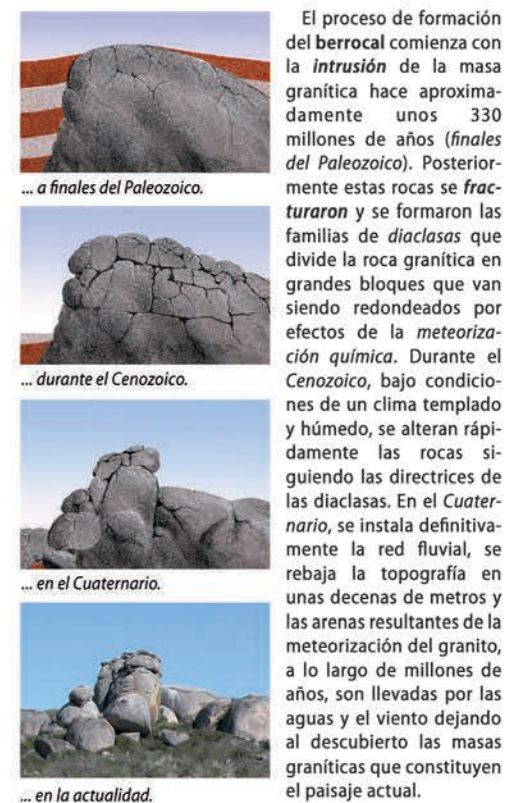 ... a finales del Paleozoico.
... durante el Cenozoico.
... en el Cuaternario.
... en la actualidad.
El proceso de formación
del berrocal comienza con
la intrusión de la masa
granítica hace aproxima-
damente unos 330
millones de años (finales
del Paleozoico). Posterior-
mente estas rocas se frac-
turaron y se formaron las
familias de diaclasas que
divide la roca granítica en
grandes bloques que van
siendo redondeados por
efectos de la meteoriza-
ción química. Durante el
Cenozoico, bajo condicio-
nes de un clima templado
y húmedo, se alteran rápi-
damente las rocas si-
guiendo las directrices de
las diaclasas. En el Cuater-
nario, se instala definitiva-
mente la red fluvial, se
rebaja la topografía en
unas decenas de metros y
las arenas resultantes de la
meteorización del granito,
a lo largo de millones de
años, son llevadas por las
aguas y el viento dejando
al descubierto las masas
graníticas que constituyen
el paisaje actual.